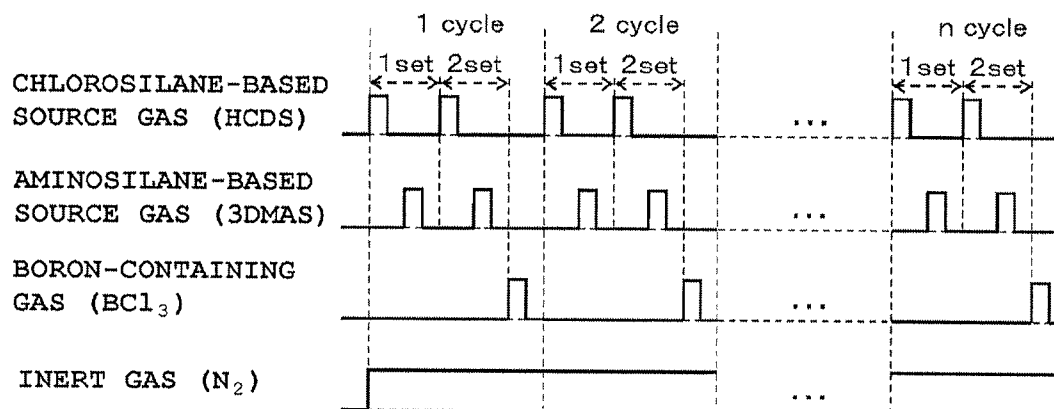 1 cycle 2 cycle n cycle
1set 2set 1set 2set 1set 2set
CHLOROSILANE-BASED
SOURCE GAS (HCDS) ...
AMINOSILANE-BASED
SOURCE GAS (3DMAS) ...
BORON-CONTAINING
GAS (BCl₃) ...
INERT GAS (N₂) ...